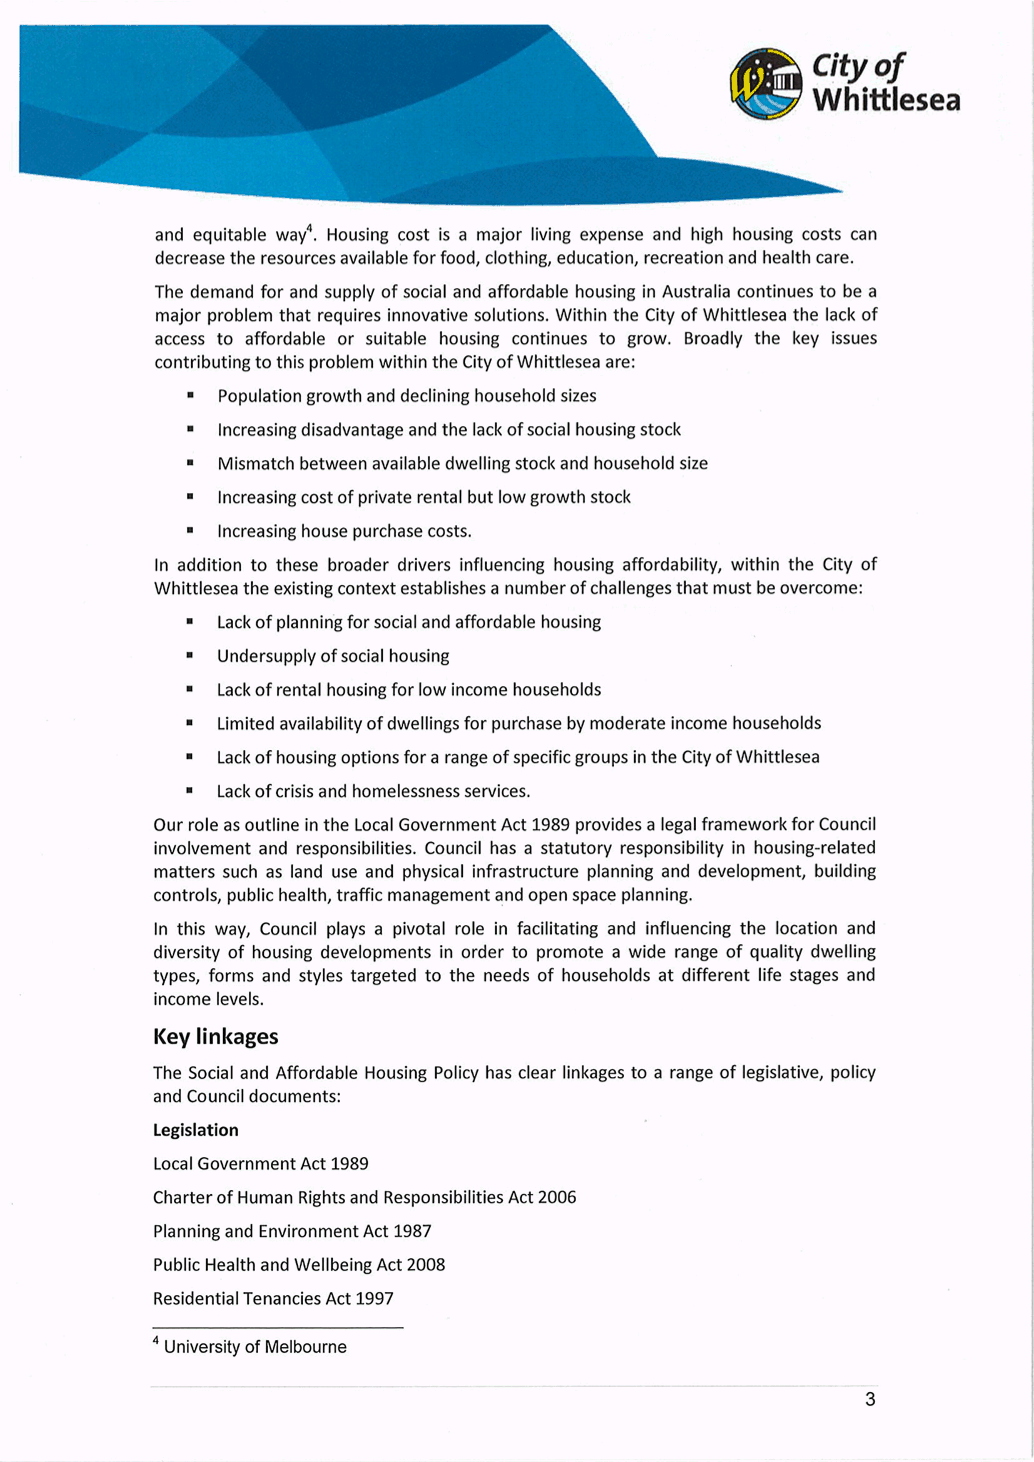 City of
Whittlesea
and equitable way⁴. Housing cost is a major living expense and high housing costs can
decrease the resources available for food, clothing, education, recreation and health care.
The demand for and supply of social and affordable housing in Australia continues to be a
major problem that requires innovative solutions. Within the City of Whittlesea the lack of
access to affordable or suitable housing continues to grow. Broadly the key issues
contributing to this problem within the City of Whittlesea are:
▪ Population growth and declining household sizes
▪ Increasing disadvantage and the lack of social housing stock
▪ Mismatch between available dwelling stock and household size
▪ Increasing cost of private rental but low growth stock
▪ Increasing house purchase costs.
In addition to these broader drivers influencing housing affordability, within the City of
Whittlesea the existing context establishes a number of challenges that must be overcome:
▪ Lack of planning for social and affordable housing
▪ Undersupply of social housing
▪ Lack of rental housing for low income households
▪ Limited availability of dwellings for purchase by moderate income households
▪ Lack of housing options for a range of specific groups in the City of Whittlesea
▪ Lack of crisis and homelessness services.
Our role as outline in the Local Government Act 1989 provides a legal framework for Council
involvement and responsibilities. Council has a statutory responsibility in housing-related
matters such as land use and physical infrastructure planning and development, building
controls, public health, traffic management and open space planning.
In this way, Council plays a pivotal role in facilitating and influencing the location and
diversity of housing developments in order to promote a wide range of quality dwelling
types, forms and styles targeted to the needs of households at different life stages and
income levels.
Key linkages
The Social and Affordable Housing Policy has clear linkages to a range of legislative, policy
and Council documents:
Legislation
Local Government Act 1989
Charter of Human Rights and Responsibilities Act 2006
Planning and Environment Act 1987
Public Health and Wellbeing Act 2008
Residential Tenancies Act 1997
⁴ University of Melbourne
3